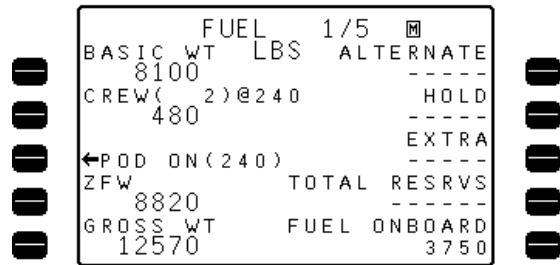 FUEL 1/5 M
BASIC WT LBS ALTERNATE
8100 -----
CREW( 2)@240 HOLD
480 -----
EXTRA
←POD ON(240) -----
ZFW TOTAL RESRVS
8820 ------
GROSS WT FUEL ONBOARD
12570 3750